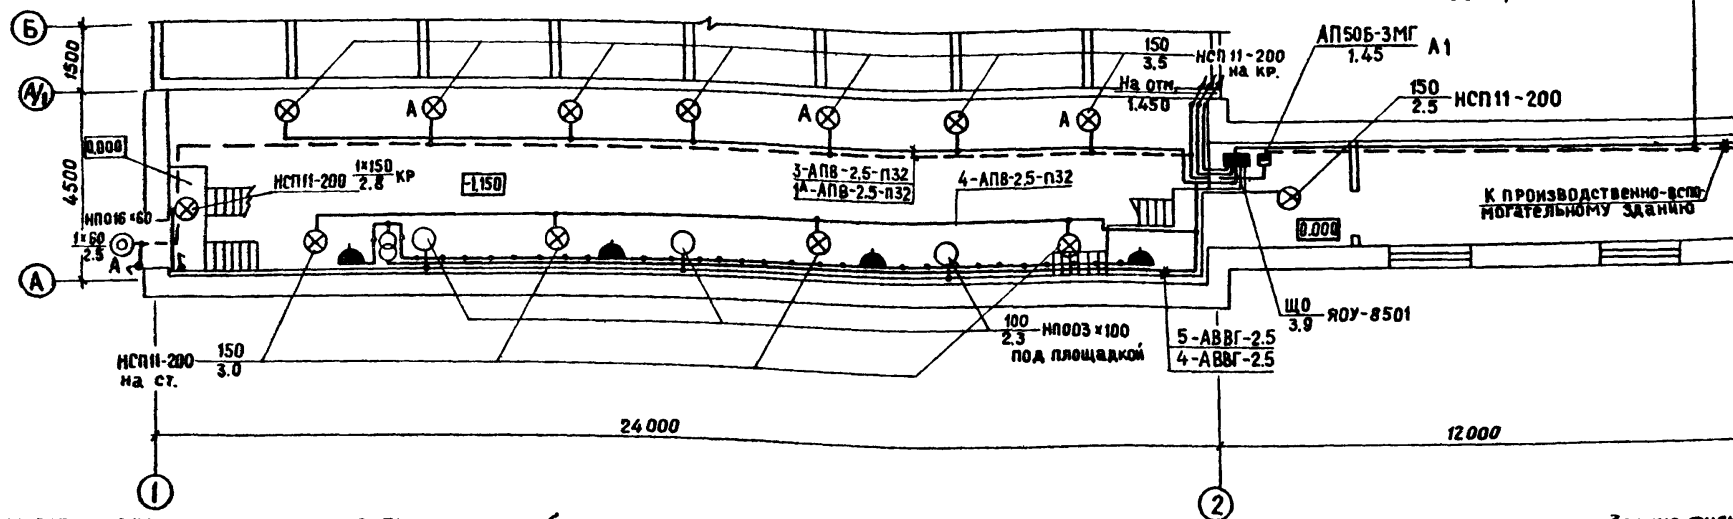 Б
А/1
А
1500
4500
150
3.5
НСП 11-200
на кр.
АП50Б-3МГ
1.45
А1
На отм.
1.450
150
2.5
НСП11-200
А
А
А
0.000
НСП11-200
1×150
2.8
КР
-1.150
3-АПВ-2,5-П32
1А-АПВ-2.5-П32
4-АПВ-2,5-П32
К ПРОИЗВОДСТВЕННО-ВСПО-
МОГАТЕЛЬНОМУ ЗДАНИЮ
НПО16×60
1×60
2.5
А
0.000
100
2.3
НПО03×100
ПОД ПЛОЩАДКОЙ
ЩО
3.9
ЯОУ-8501
НСП11-200
на ст.
150
3.0
5-АВВГ-2.5
4-АВВГ-2.5
24000
12000
1
2